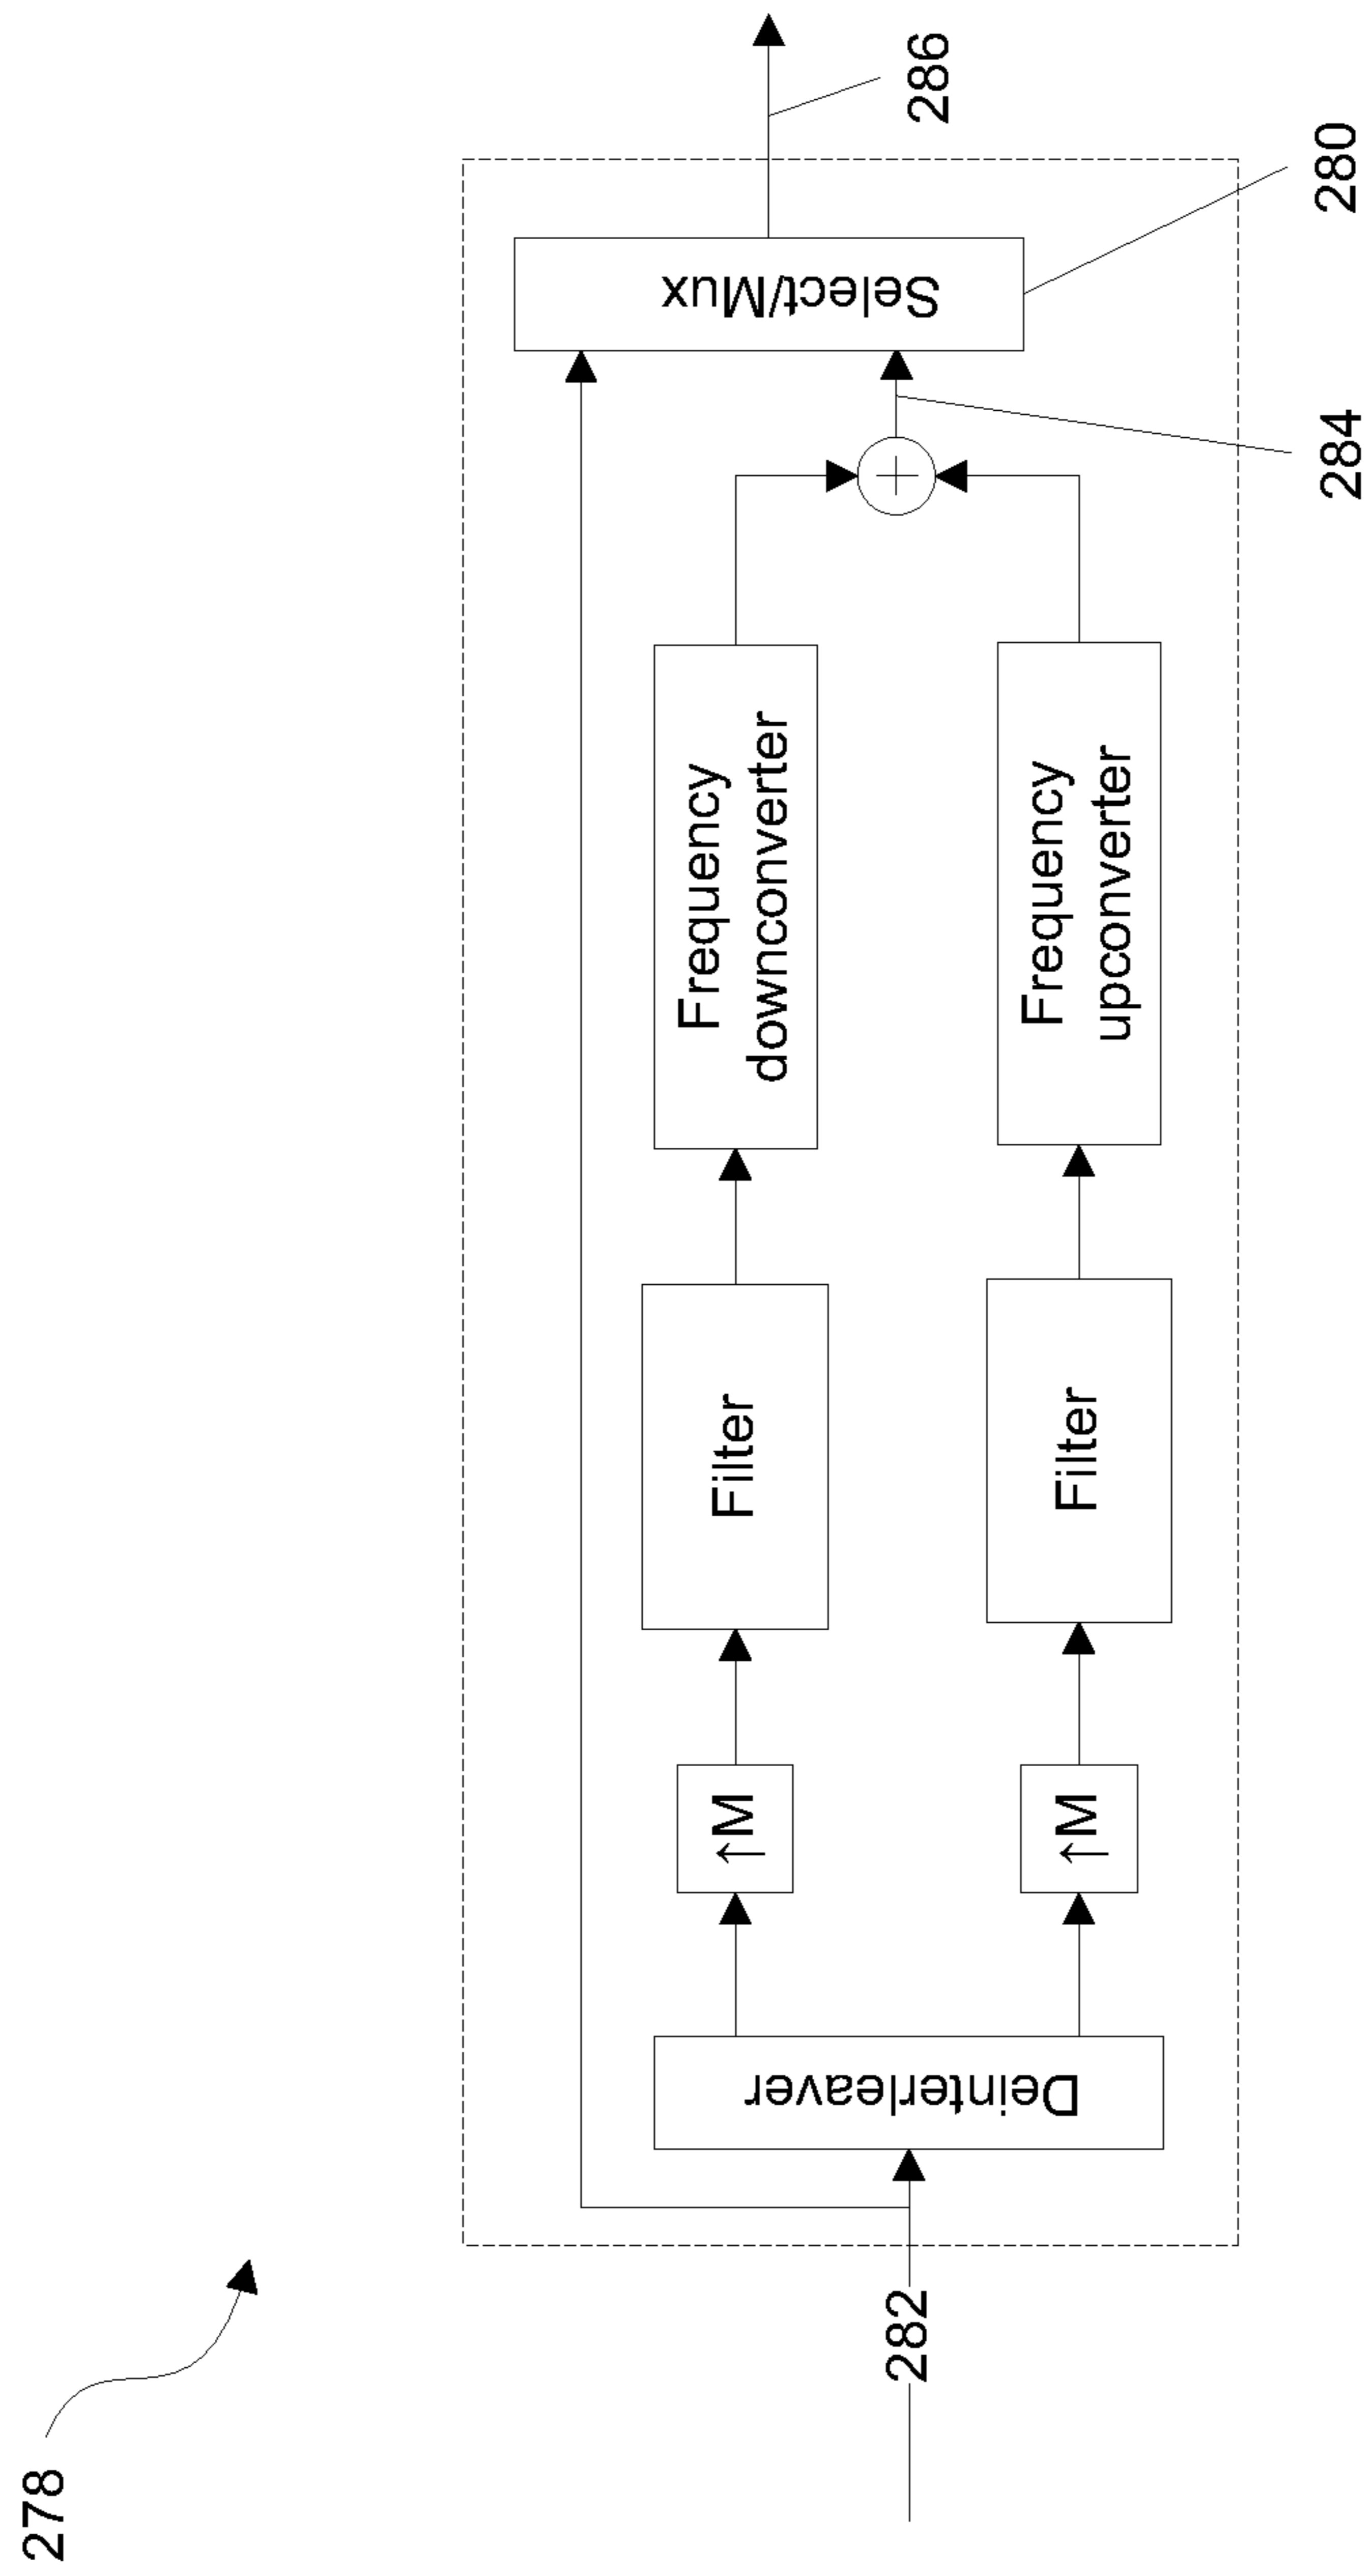 278
282
Deinterleaver
↑M
↑M
Filter
Filter
Frequency
downconverter
Frequency
upconverter
Select/Mux
284
280
286